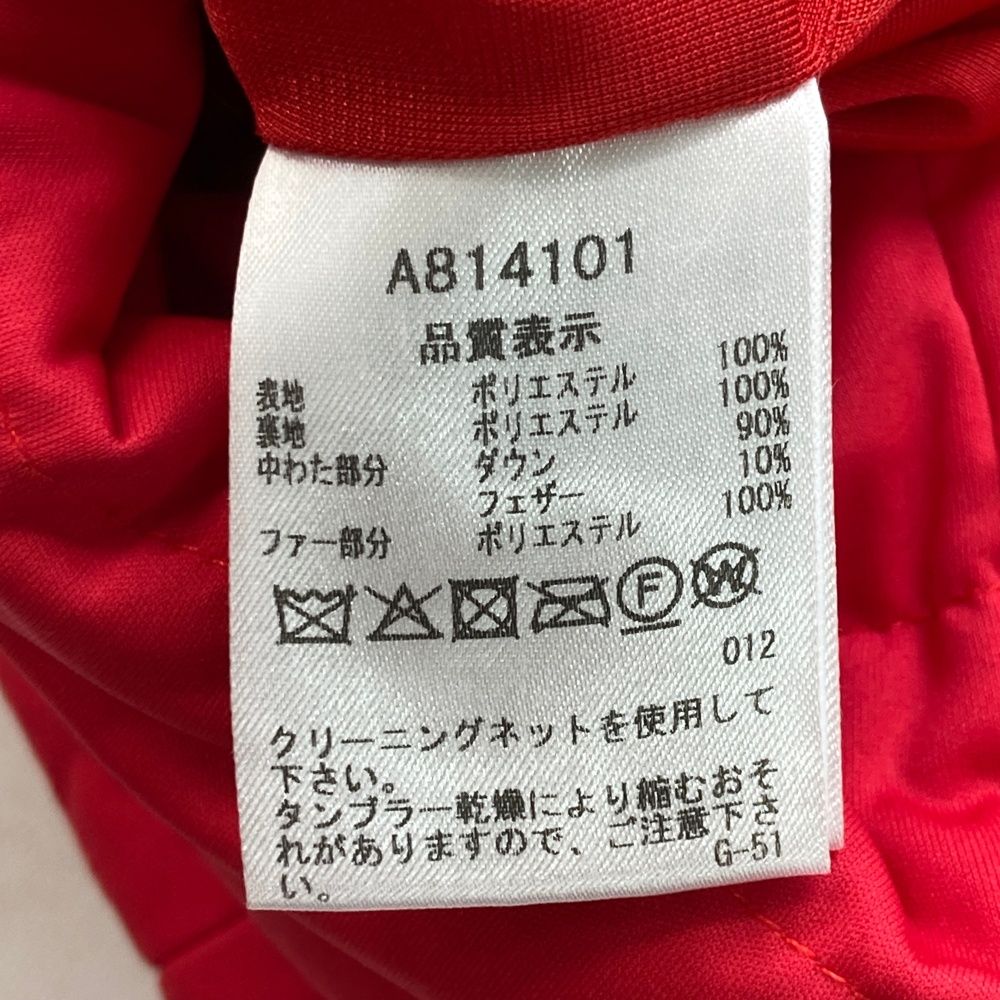 A814101
品質表示
表地 ポリエステル 100%
裏地 ポリエステル 100%
中わた部分 ダウン 90%
フェザー 10%
ファー部分 ポリエステル 100%
F W
012
クリーニングネットを使用して
下さい。
タンブラー乾燥により縮むおそ
れがありますので、ご注意下さ
い。
G-51